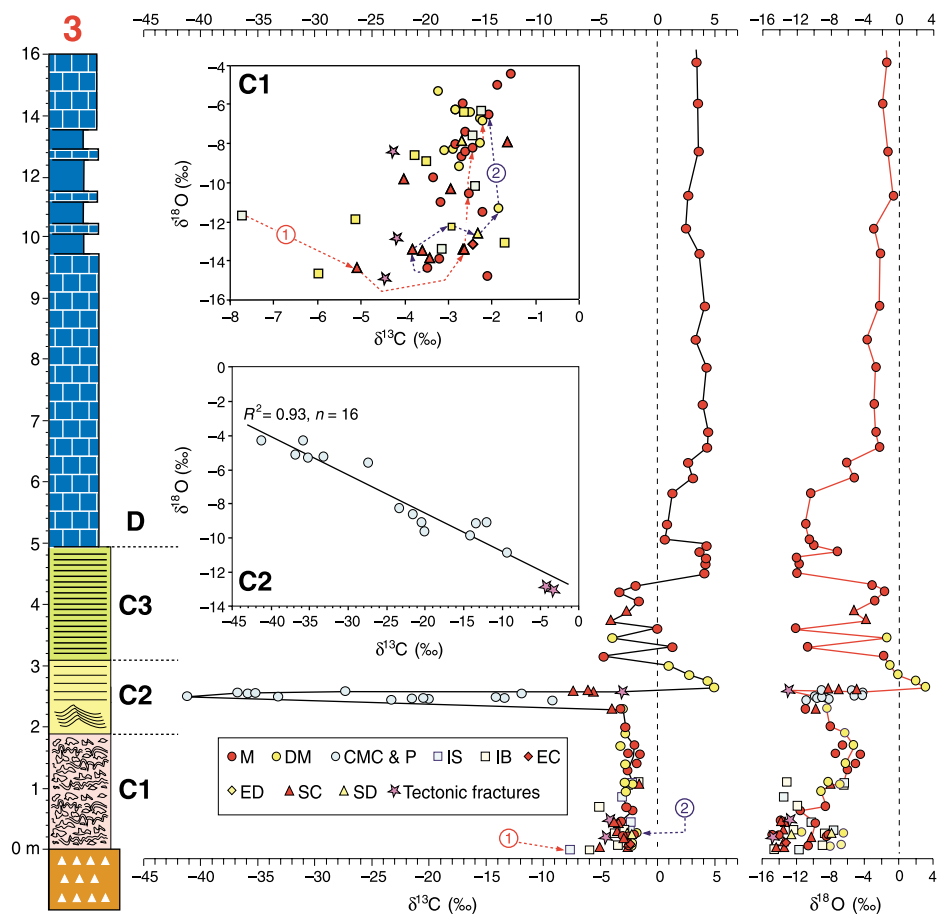 3
−45 −40 −35 −30 −25 −20 −15 −10 −5 0 5
−16 −12 −8 −4 0 4
16
14
12
10
9
8
7
6
5
4
3
2
1
0 m
D
C3
C2
C1
C1
−4
−6
−8
−10
−12
−14
−16
δ18O (‰)
1
2
−8 −7 −6 −5 −4 −3 −2 −1 0
δ13C (‰)
0
−2
−4
−6
−8
−10
−12
−14
δ18O (‰)
R2= 0.93, n = 16
C2
−45 −40 −35 −30 −25 −20 −15 −10 −5 0
δ13C (‰)
M DM CMC & P IS IB EC
ED SC SD Tectonic fractures
1
2
−45 −40 −35 −30 −25 −20 −15 −10 −5 0 5
δ13C (‰)
−16 −12 −8 −4 0 4
δ18O (‰)